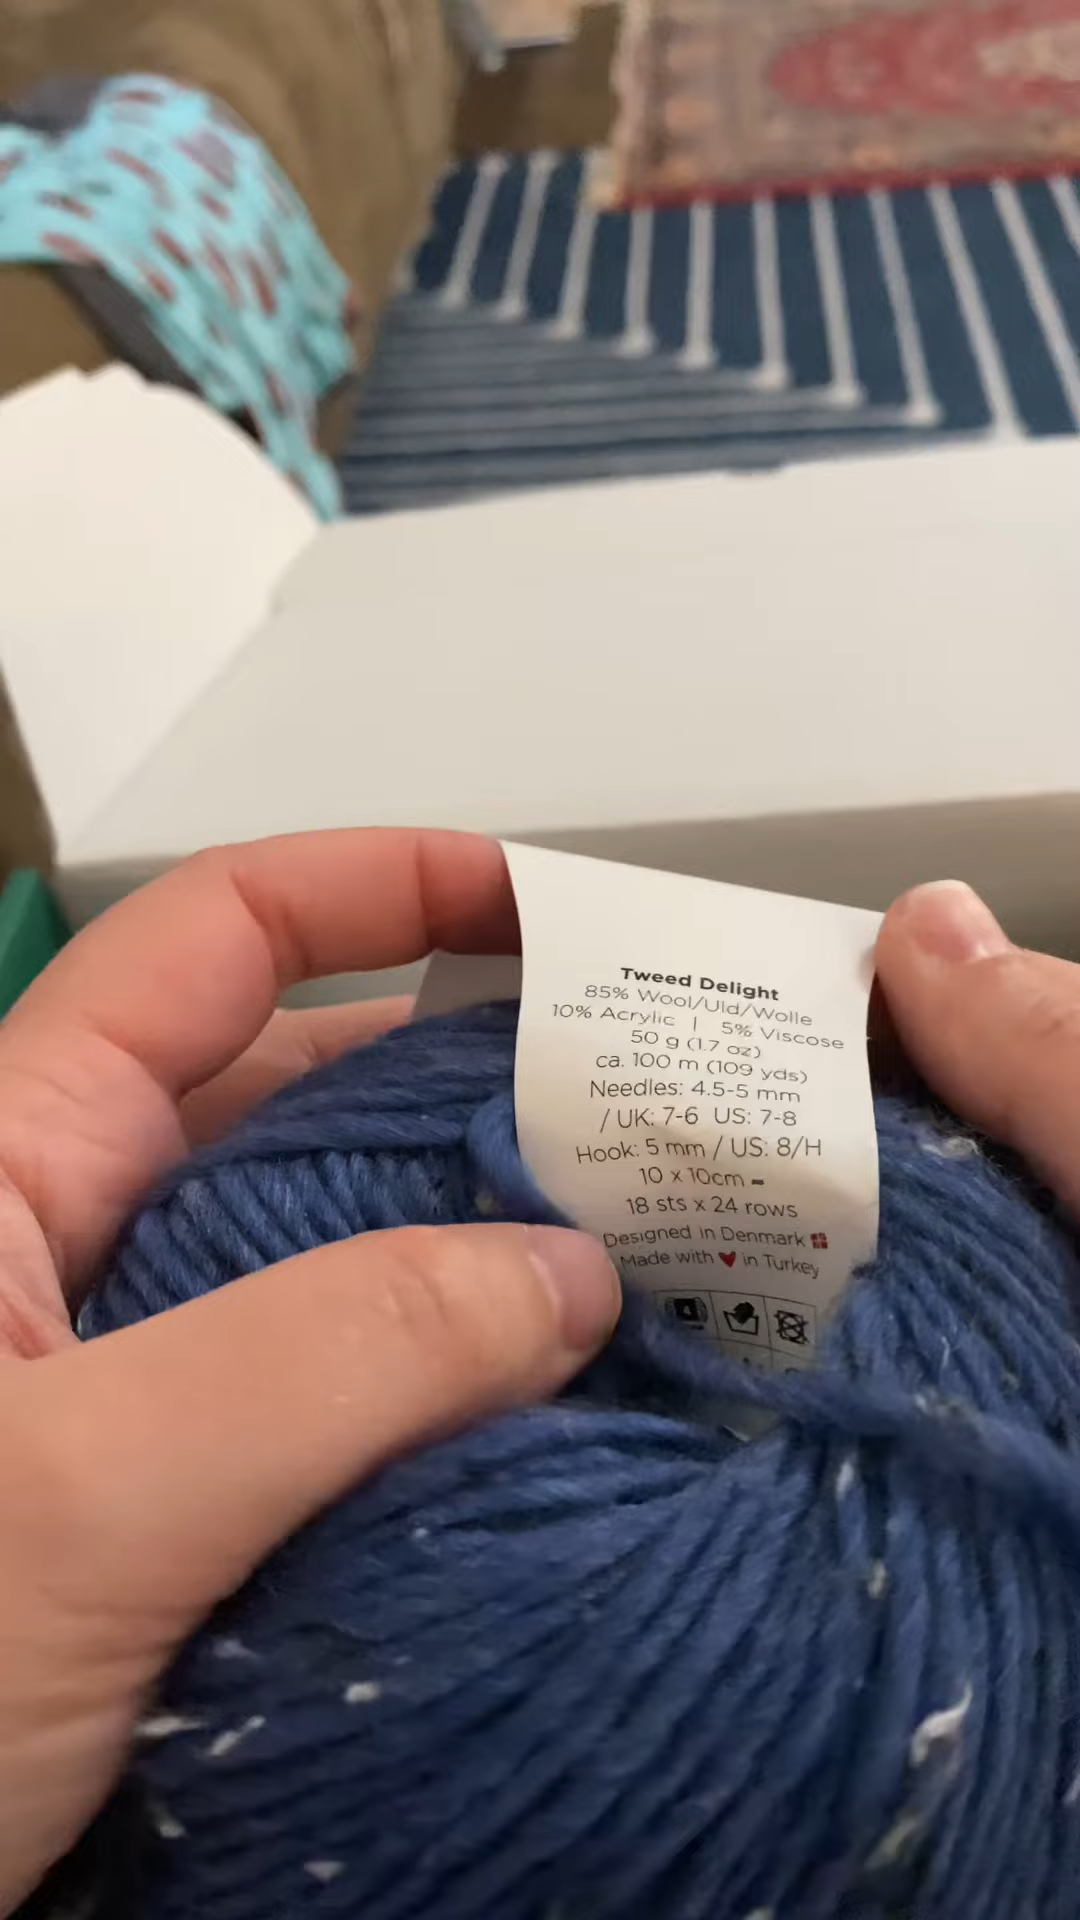 Tweed Delight
85% Wool/Uld/Wolle
10% Acrylic | 5% Viscose
50 g (1.7 oz)
ca. 100 m (109 yds)
Needles: 4.5-5 mm
/ UK: 7-6 US: 7-8
Hook: 5 mm / US: 8/H
10 x 10cm =
18 sts x 24 rows
Designed in Denmark
Made with ❤ in Turkey
4